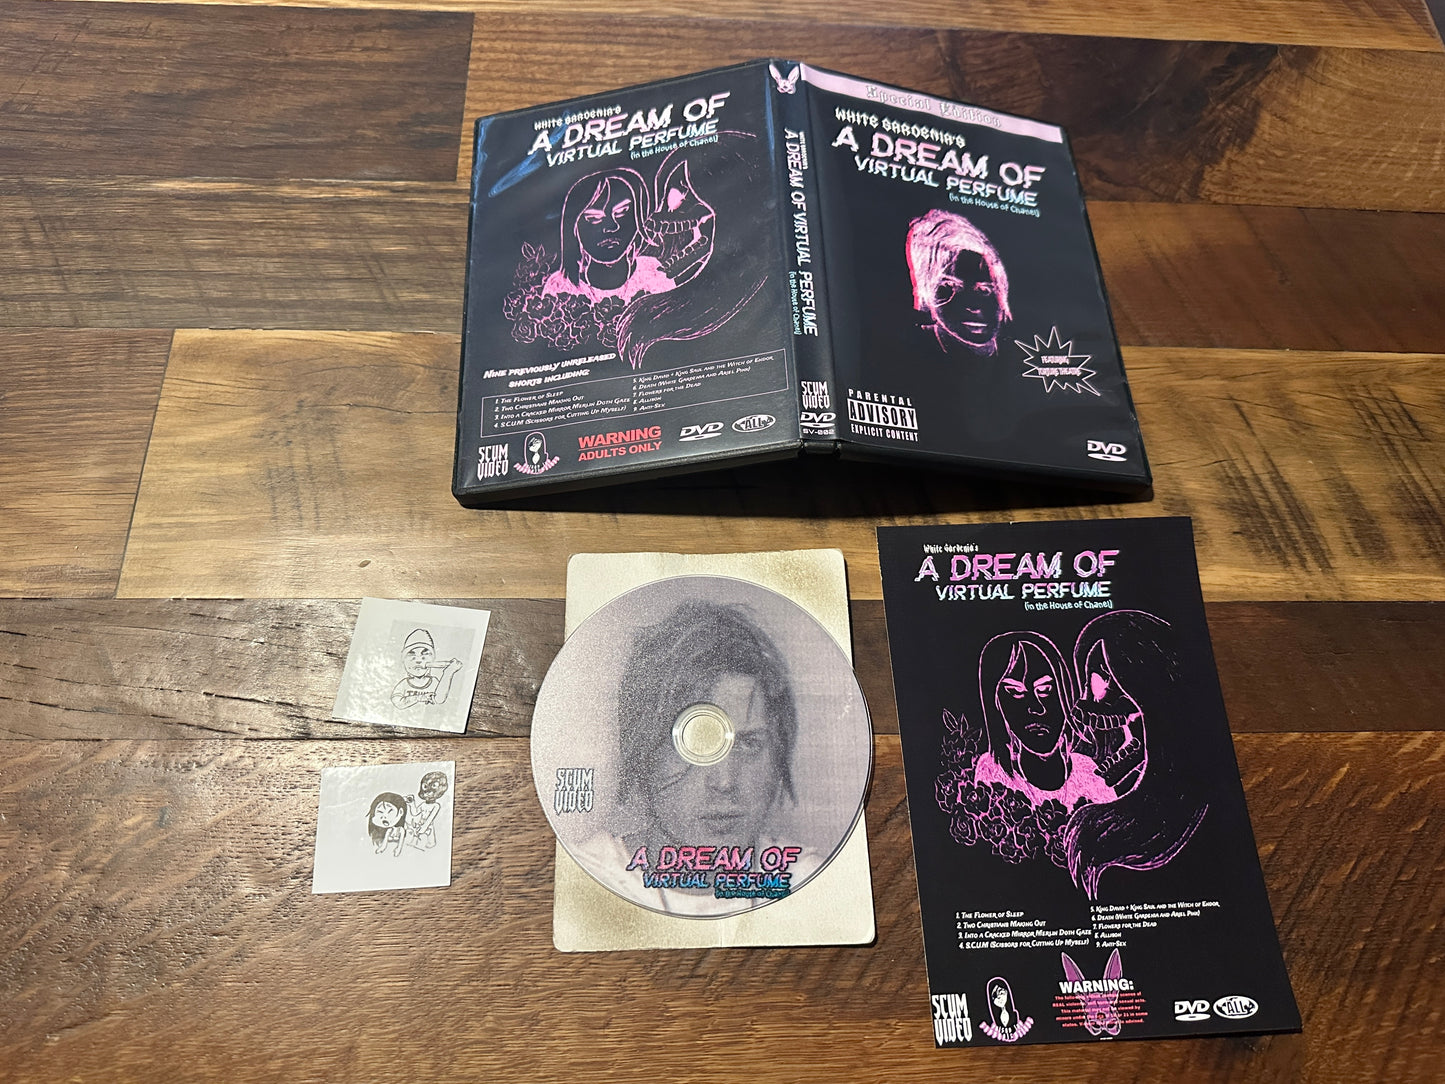 White Gardenia's
A DREAM OF
VIRTUAL PERFUME
(in the House of Chanel)
Nine previously unreleased
shorts including:
1. The Flower of Sleep
2. Two Christians Making Out
3. Into a Cracked Mirror Merlin Doth Gaze
4. S.C.U.M (Scissors for Cutting Up Myself)
5. King David + King Saul and the Witch of Endor
6. Death (White Gardenia and Ariel Pink)
7. Flowers for the Dead
8. Allison
9. Anti-Sex
SCUM
VIDEO
WARNING
ADULTS ONLY
DVD
ALL
White Gardenia's
A DREAM OF VIRTUAL PERFUME
(in the House of Chanel)
SCUM
VIDEO
DVD
SV-002
Special Edition
White Gardenia's
A DREAM OF
VIRTUAL PERFUME
(in the House of Chanel)
FEATURING
PARENTAL
ADVISORY
EXPLICIT CONTENT
DVD
SCUM
VIDEO
A DREAM OF
VIRTUAL PERFUME
(in the House of Chanel)
White Gardenia's
A DREAM OF
VIRTUAL PERFUME
(in the House of Chanel)
1. The Flower of Sleep
2. Two Christians Making Out
3. Into a Cracked Mirror Merlin Doth Gaze
4. S.C.U.M (Scissors for Cutting Up Myself)
5. King David + King Saul and the Witch of Endor
6. Death (White Gardenia and Ariel Pink)
7. Flowers for the Dead
8. Allison
9. Anti-Sex
SCUM
VIDEO
WARNING:
DVD
ALL